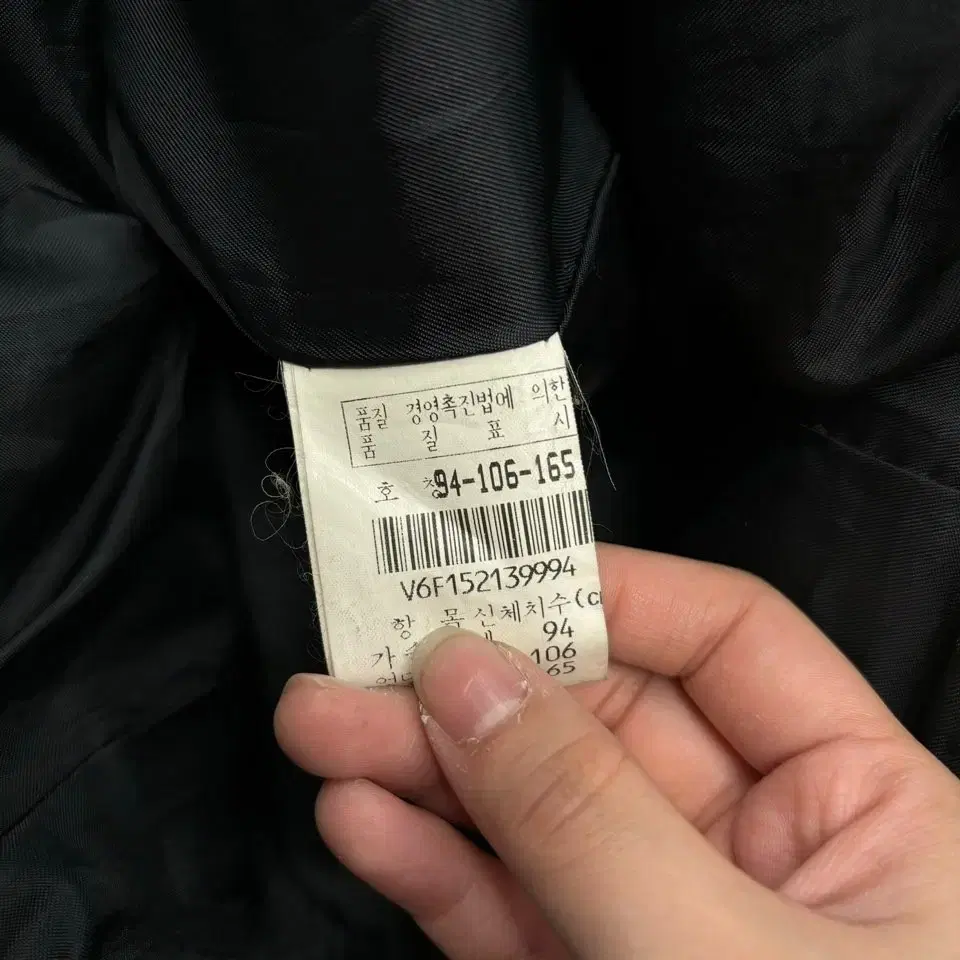 품질 경영촉진법에 의한
품 질 표 시
호 칭 94-106-165
V6F152139994
항 목 신체치수(c
94
106
65